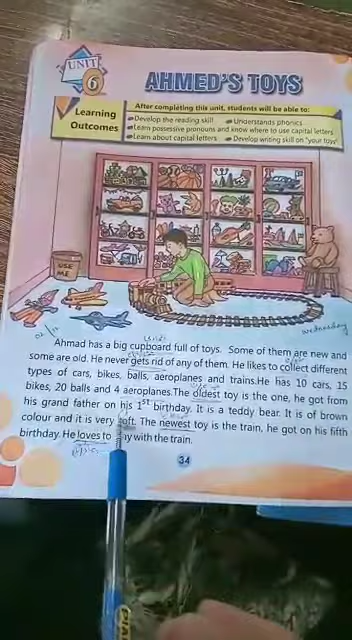 UNIT
6
AHMED'S TOYS
Learning
Outcomes
After completing this unit, students will be able to:
Develop the reading skill
Understands phonics
Learn possessive pronouns and know where to use capital letters
Learn about capital letters
Develop writing skill on "your toys"
USE
ME
wednesday
Ahmad has a big cupboard full of toys. Some of them are new and
some are old. He never gets rid of any of them. He likes to collect different
types of cars, bikes, balls, aeroplanes and trains.He has 10 cars, 15
bikes, 20 balls and 4 aeroplanes.The oldest toy is the one, he got from
his grand father on his 1st birthday. It is a teddy bear. It is of brown
colour and it is very soft. The newest toy is the train, he got on his fifth
birthday. He loves to with the train.
34